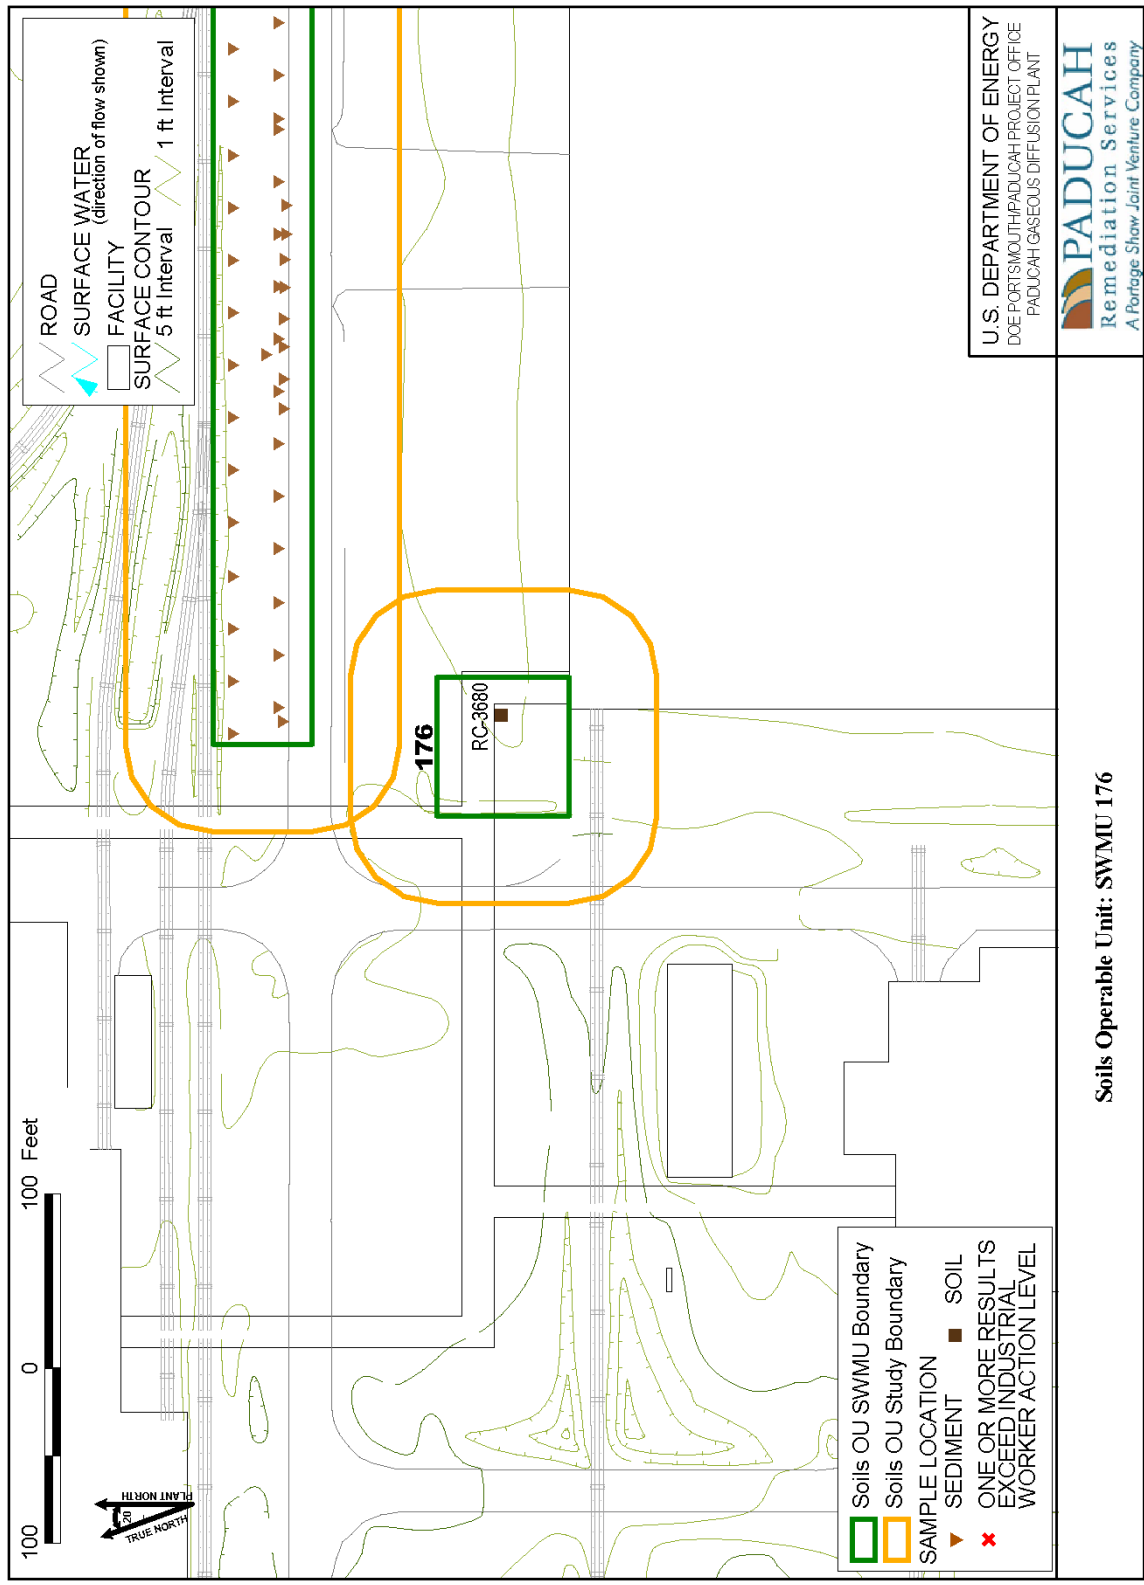 100 0 100 Feet
TRUE NORTH
20
PLANT NORTH
ROAD
SURFACE WATER
(direction of flow shown)
FACILITY
SURFACE CONTOUR
5 ft Interval 1 ft Interval
176
RC-3680
Soils OU SWMU Boundary
Soils OU Study Boundary
SAMPLE LOCATION
SEDIMENT SOIL
ONE OR MORE RESULTS
EXCEED INDUSTRIAL
WORKER ACTION LEVEL
U.S. DEPARTMENT OF ENERGY
DOE PORTSMOUTH/PADUCAH PROJECT OFFICE
PADUCAH GASEOUS DIFFUSION PLANT
PADUCAH
Remediation Services
A Portage Shaw Joint Venture Company
Soils Operable Unit: SWMU 176